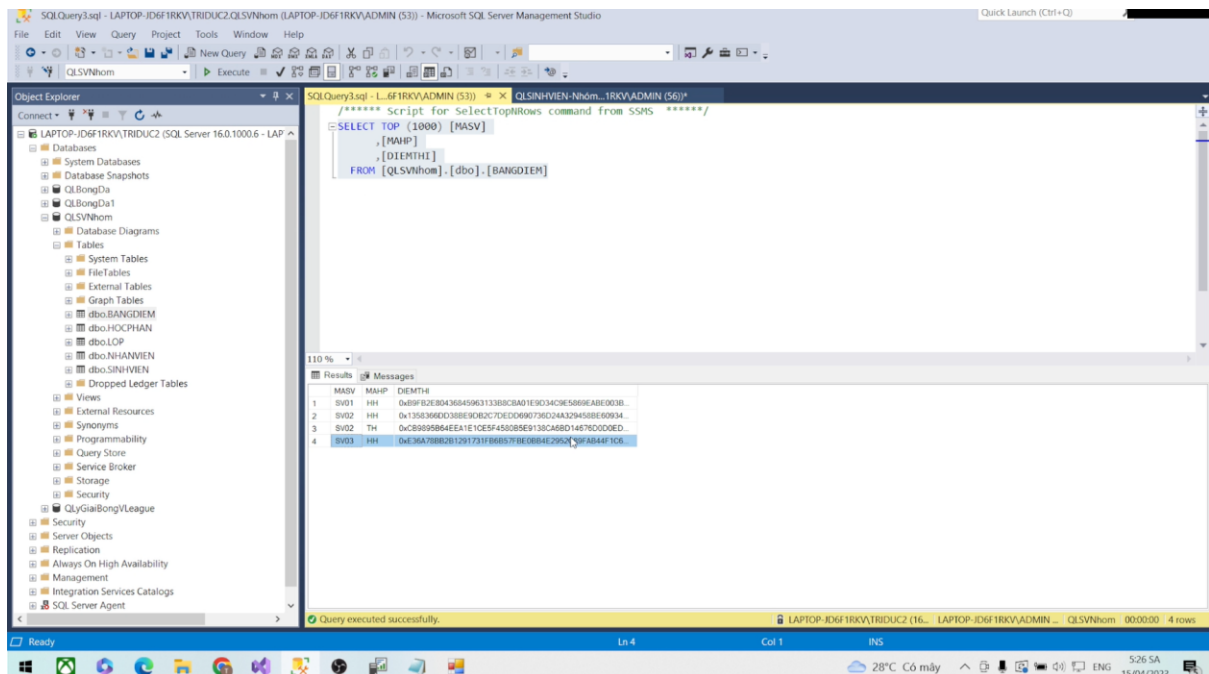 SQLQuery3.sql - LAPTOP-JD6F1RKV\TRIDUC2.QLSVNhom (LAPTOP-JD6F1RKV\ADMIN (53)) - Microsoft SQL Server Management Studio
Quick Launch (Ctrl+Q)
File Edit View Query Project Tools Window Help
New Query
QLSVNhom Execute
Object Explorer
SQLQuery3.sql - L...6F1RKV\ADMIN (53))
QLSINHVIEN-Nhóm...1RKV\ADMIN (56))*
Connect
LAPTOP-JD6F1RKV\TRIDUC2 (SQL Server 16.0.1000.6 - LAP
Databases
System Databases
Database Snapshots
QLBongDa
QLBongDa1
QLSVNhom
Database Diagrams
Tables
System Tables
FileTables
External Tables
Graph Tables
dbo.BANGDIEM
dbo.HOCPHAN
dbo.LOP
dbo.NHANVIEN
dbo.SINHVIEN
Dropped Ledger Tables
Views
External Resources
Synonyms
Programmability
Query Store
Service Broker
Storage
Security
QLyGiaiBongVLeague
Security
Server Objects
Replication
Always On High Availability
Management
Integration Services Catalogs
SQL Server Agent
/****** Script for SelectTopNRows command from SSMS ******/
SELECT TOP (1000) [MASV]
,[MAHP]
,[DIEMTHI]
FROM [QLSVNhom].[dbo].[BANGDIEM]
110 %
Results Messages
MASV MAHP DIEMTHI
1 SV01 HH
2 SV02 HH
3 SV02 TH
4 SV03 HH
Query executed successfully.
LAPTOP-JD6F1RKV\TRIDUC2 (16... LAPTOP-JD6F1RKV\ADMIN ... QLSVNhom 00:00:00 4 rows
Ready Ln 4 Col 1 INS
28°C Có mây ENG 5:26 SA